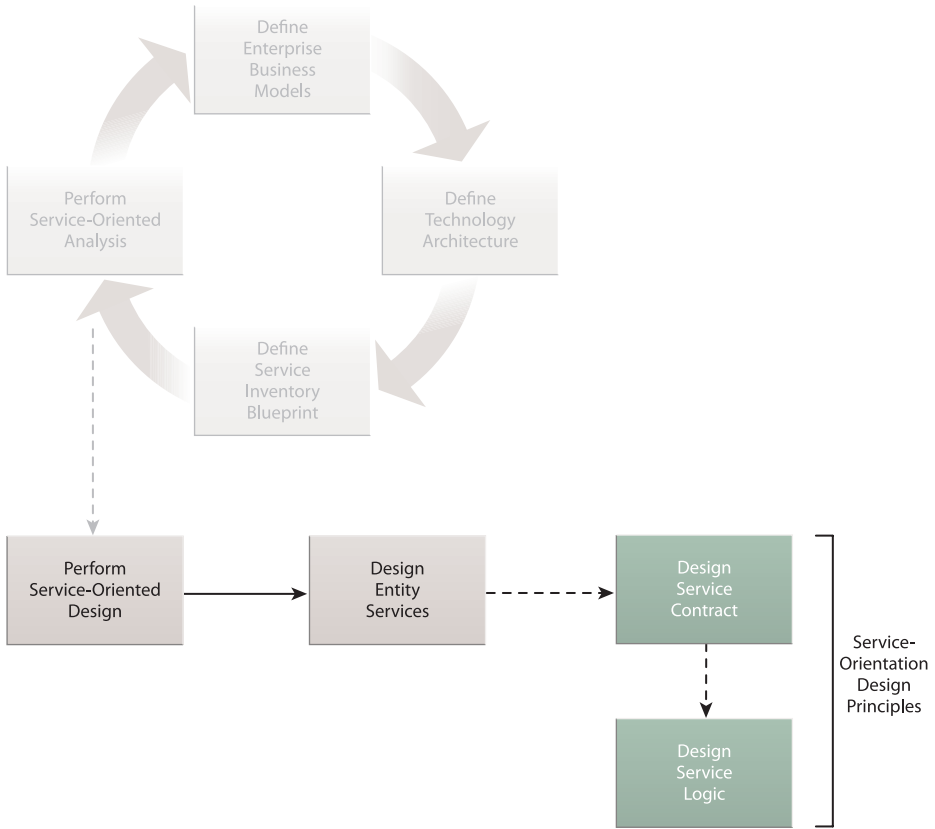 Define
Enterprise
Business
Models
Perform
Service-Oriented
Analysis
Define
Technology
Architecture
Define
Service
Inventory
Blueprint
Perform
Service-Oriented
Design
Design
Entity
Services
Design
Service
Contract
Service-
Orientation
Design
Principles
Design
Service
Logic